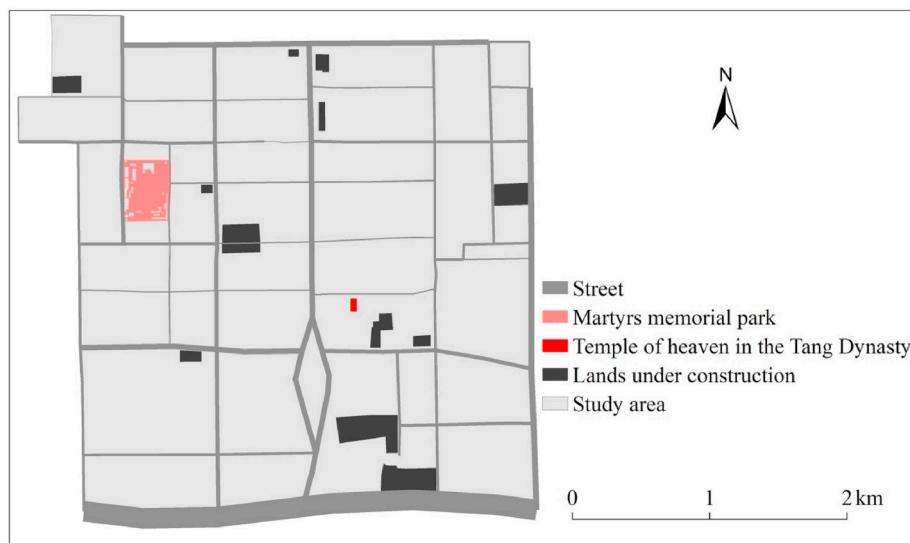 N
Street
Martyrs memorial park
Temple of heaven in the Tang Dynasty
Lands under construction
Study area
0 1 2 km